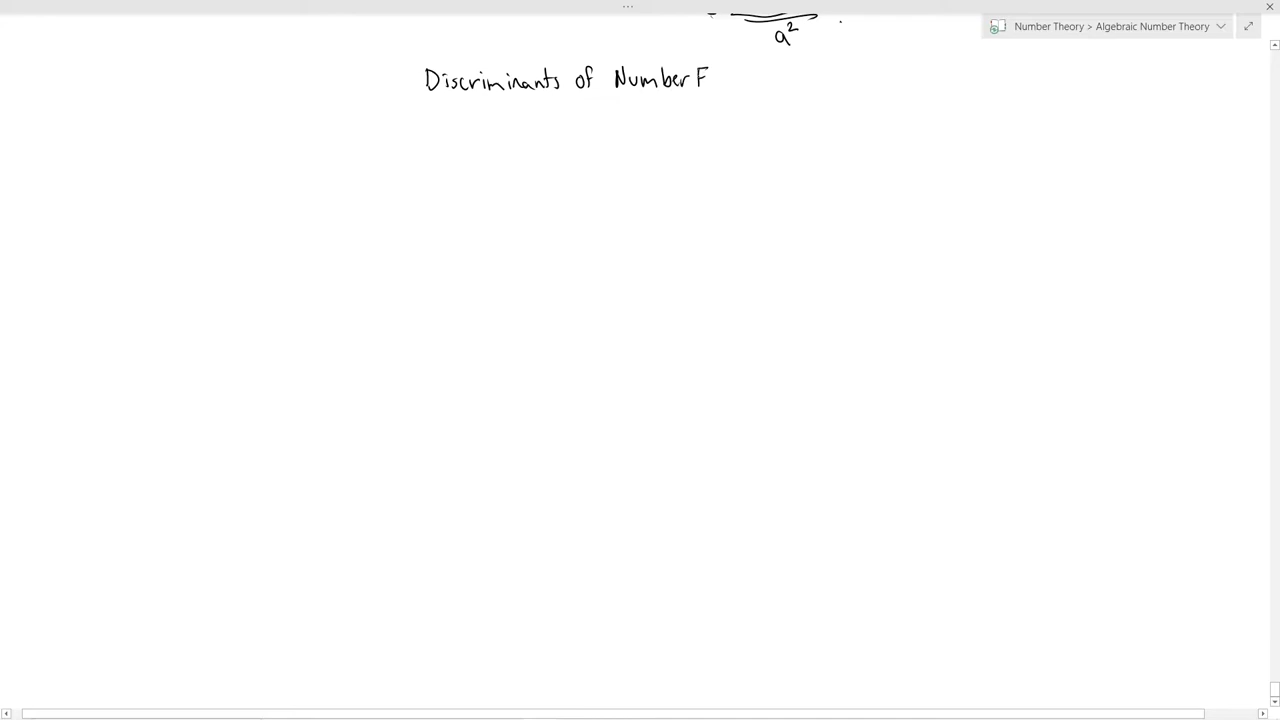 a²
Number Theory > Algebraic Number Theory
Discriminants of Number F